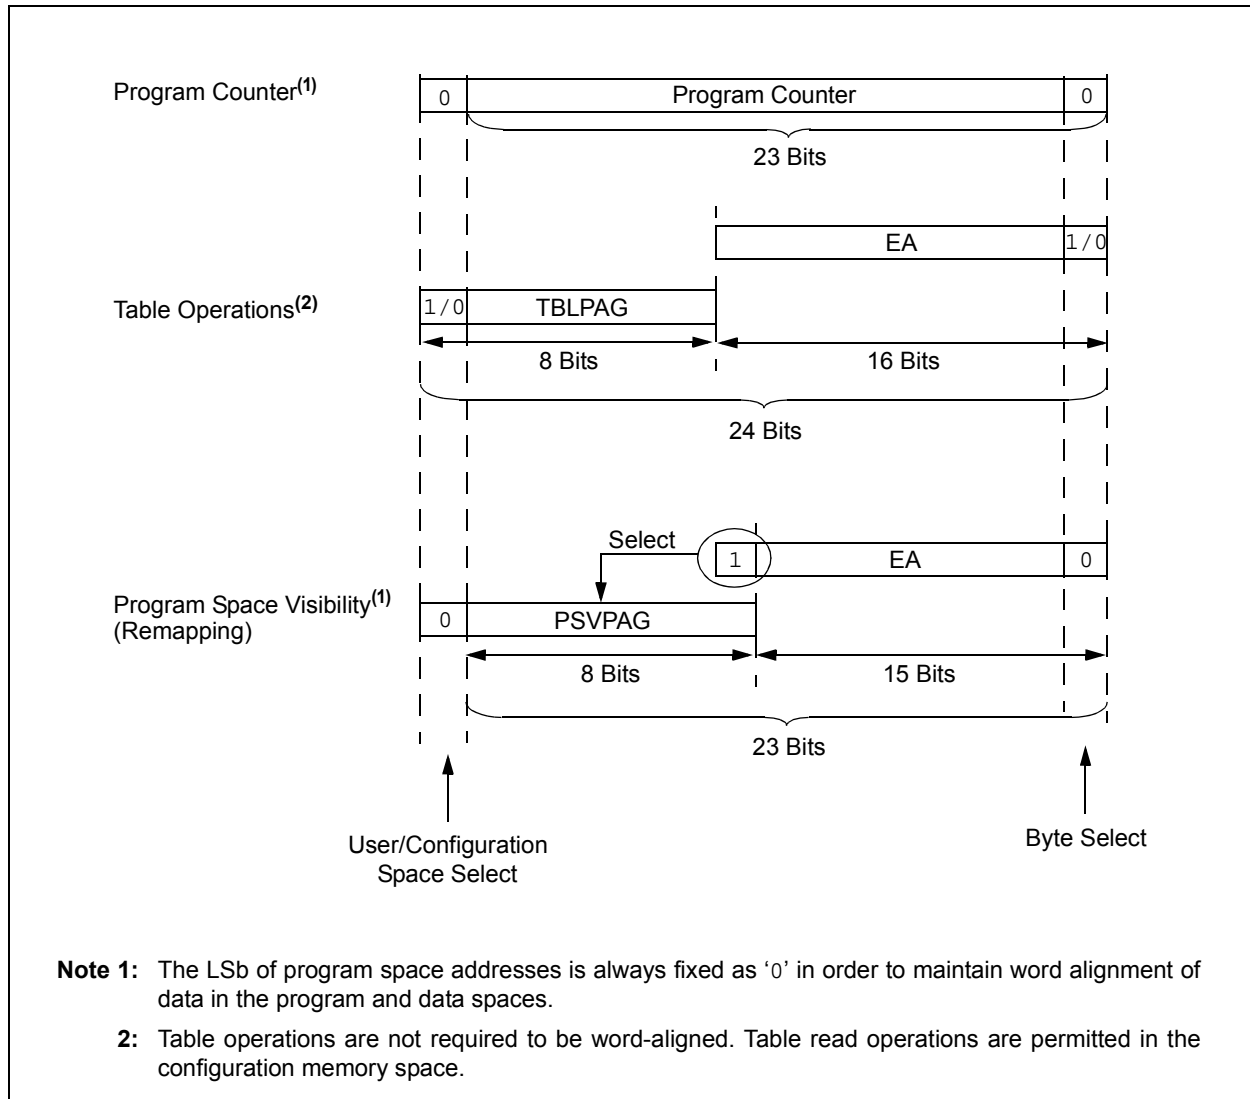 Program Counter(1)
0
Program Counter
0
23 Bits
EA
1/0
Table Operations(2)
1/0
TBLPAG
8 Bits
16 Bits
24 Bits
Select
1
EA
0
Program Space Visibility(1)
(Remapping)
0
PSVPAG
8 Bits
15 Bits
23 Bits
User/Configuration
Space Select
Byte Select
Note 1: The LSb of program space addresses is always fixed as ‘0’ in order to maintain word alignment of
data in the program and data spaces.
2: Table operations are not required to be word-aligned. Table read operations are permitted in the
configuration memory space.